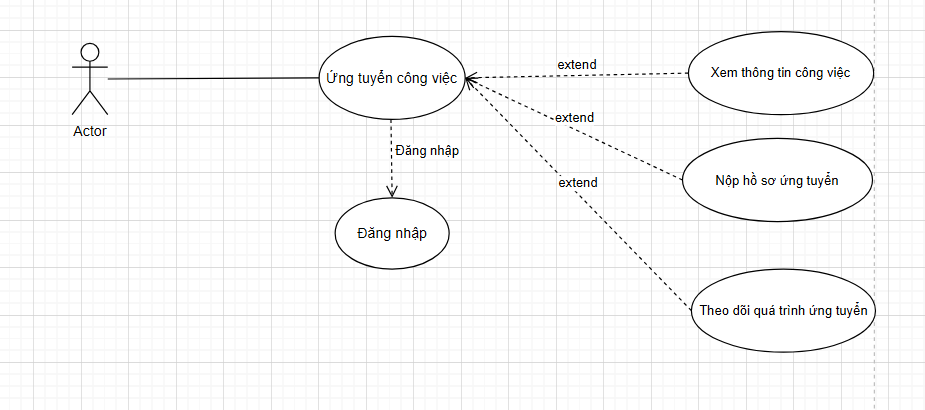 Actor
Ứng tuyển công việc
extend
Xem thông tin công việc
extend
Nộp hồ sơ ứng tuyển
Đăng nhập
Đăng nhập
extend
Theo dõi quá trình ứng tuyển